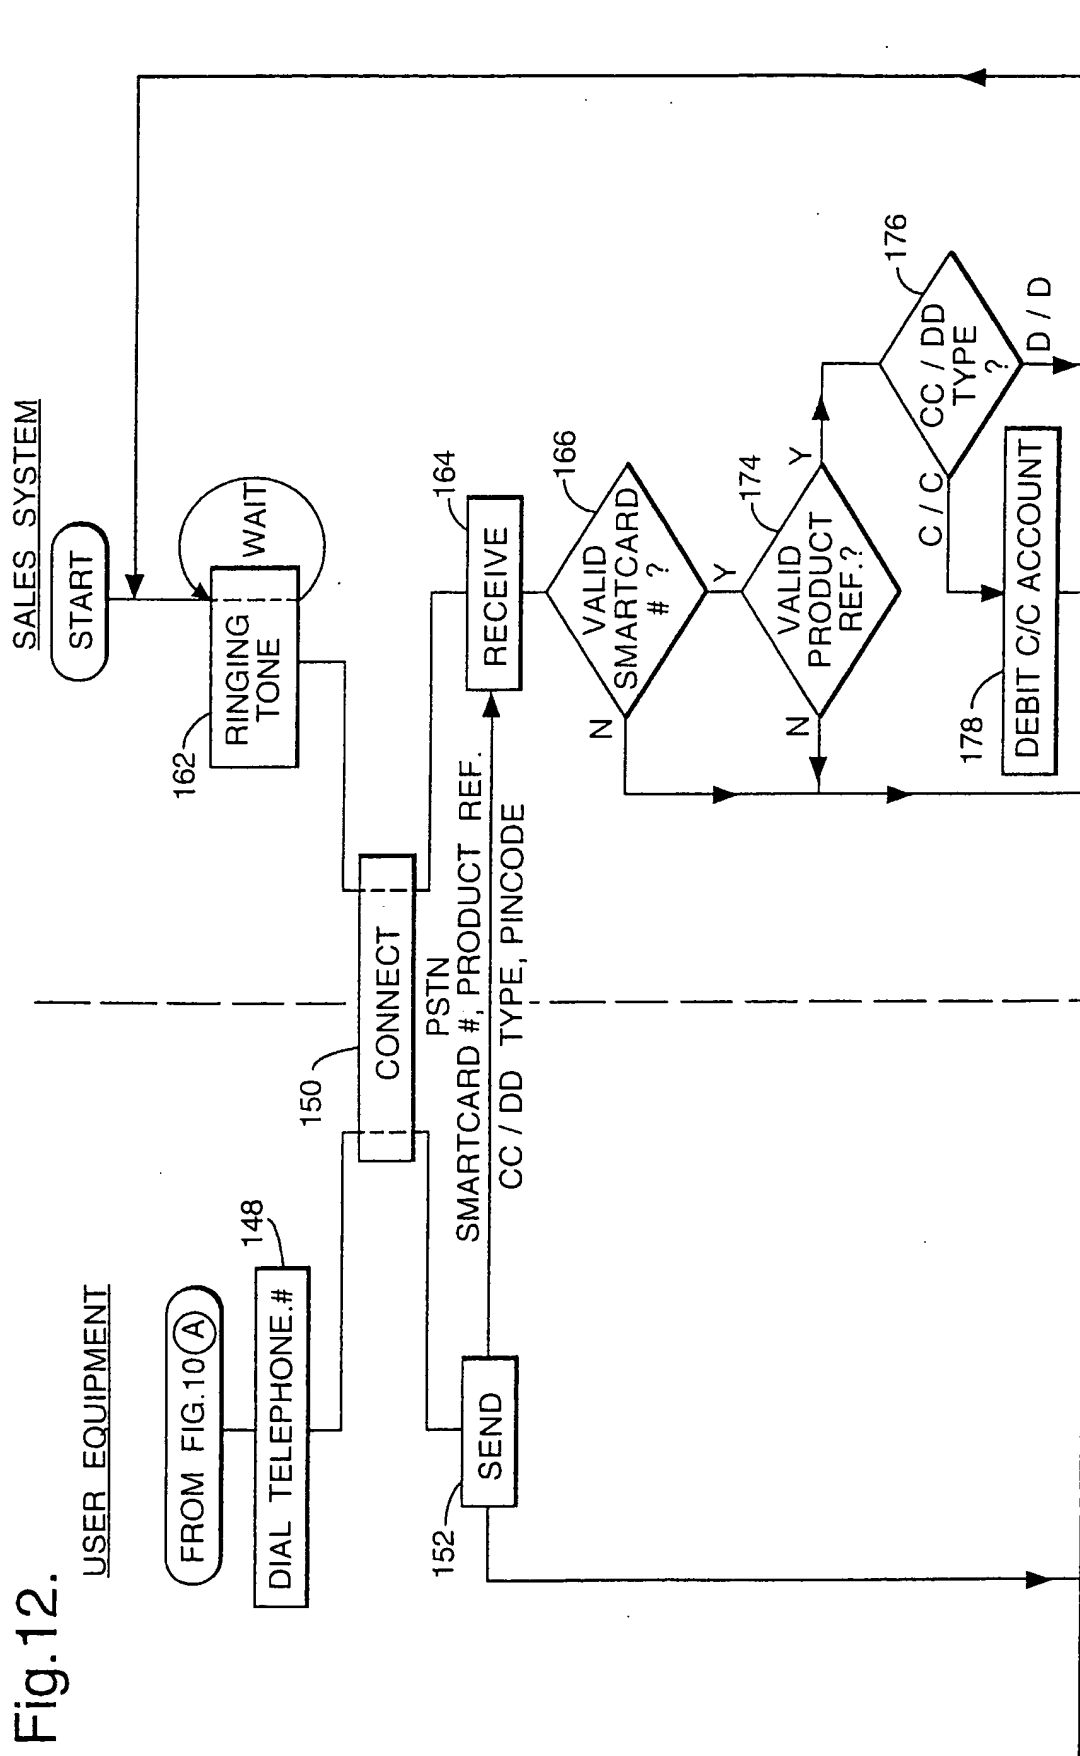 Fig.12.
USER EQUIPMENT
SALES SYSTEM
FROM FIG.10 A
START
DIAL TELEPHONE.#
148
RINGING
TONE
WAIT
162
CONNECT
150
PSTN
SMARTCARD #, PRODUCT REF.
CC / DD TYPE, PINCODE
SEND
152
RECEIVE
164
VALID
SMARTCARD
# ?
166
N
Y
VALID
PRODUCT
REF.?
174
N
Y
CC / DD
TYPE
?
176
C / C
D / D
DEBIT C/C ACCOUNT
178